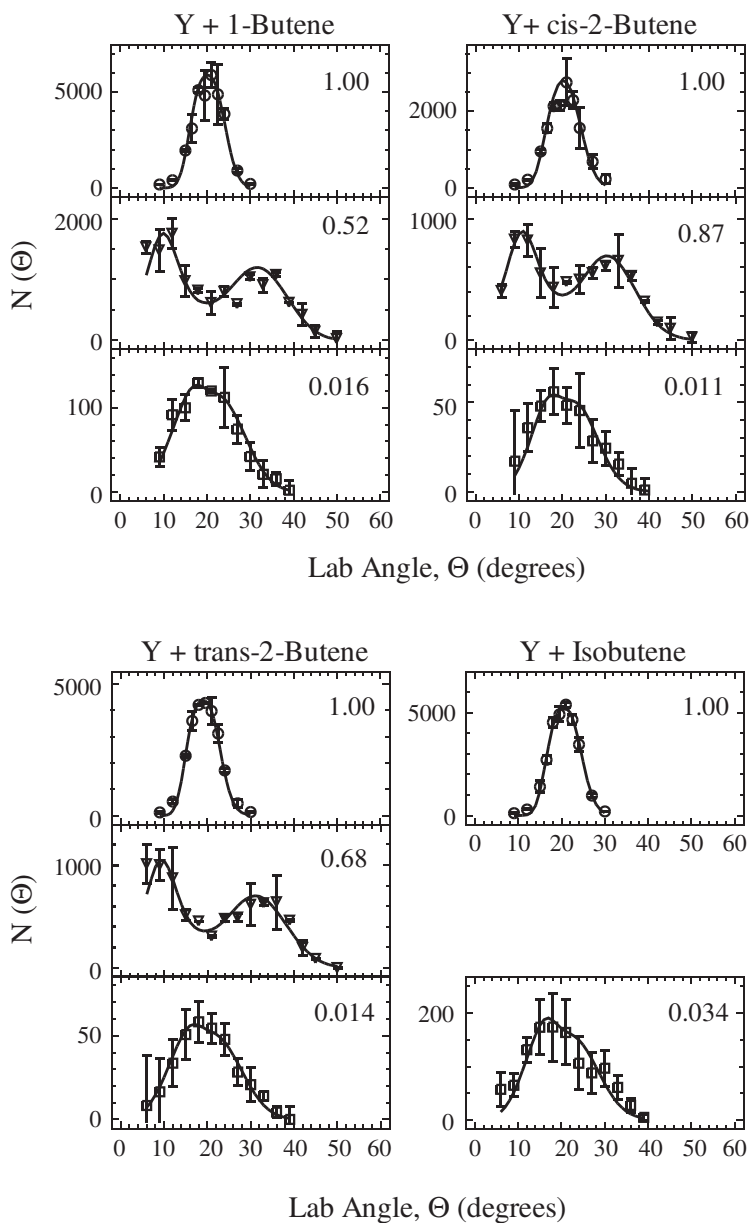 Y + 1-Butene
Y+ cis-2-Butene
5000
0
1.00
2000
0
1.00
N (Θ)
2000
0
0.52
1000
0
0.87
100
0
0.016
50
0
0.011
0 10 20 30 40 50 60
0 10 20 30 40 50 60
Lab Angle, Θ (degrees)
Y + trans-2-Butene
Y + Isobutene
5000
0
1.00
5000
0
1.00
0 10 20 30 40 50 60
N (Θ)
1000
0
0.68
50
0
0.014
200
0
0.034
0 10 20 30 40 50 60
0 10 20 30 40 50 60
Lab Angle, Θ (degrees)